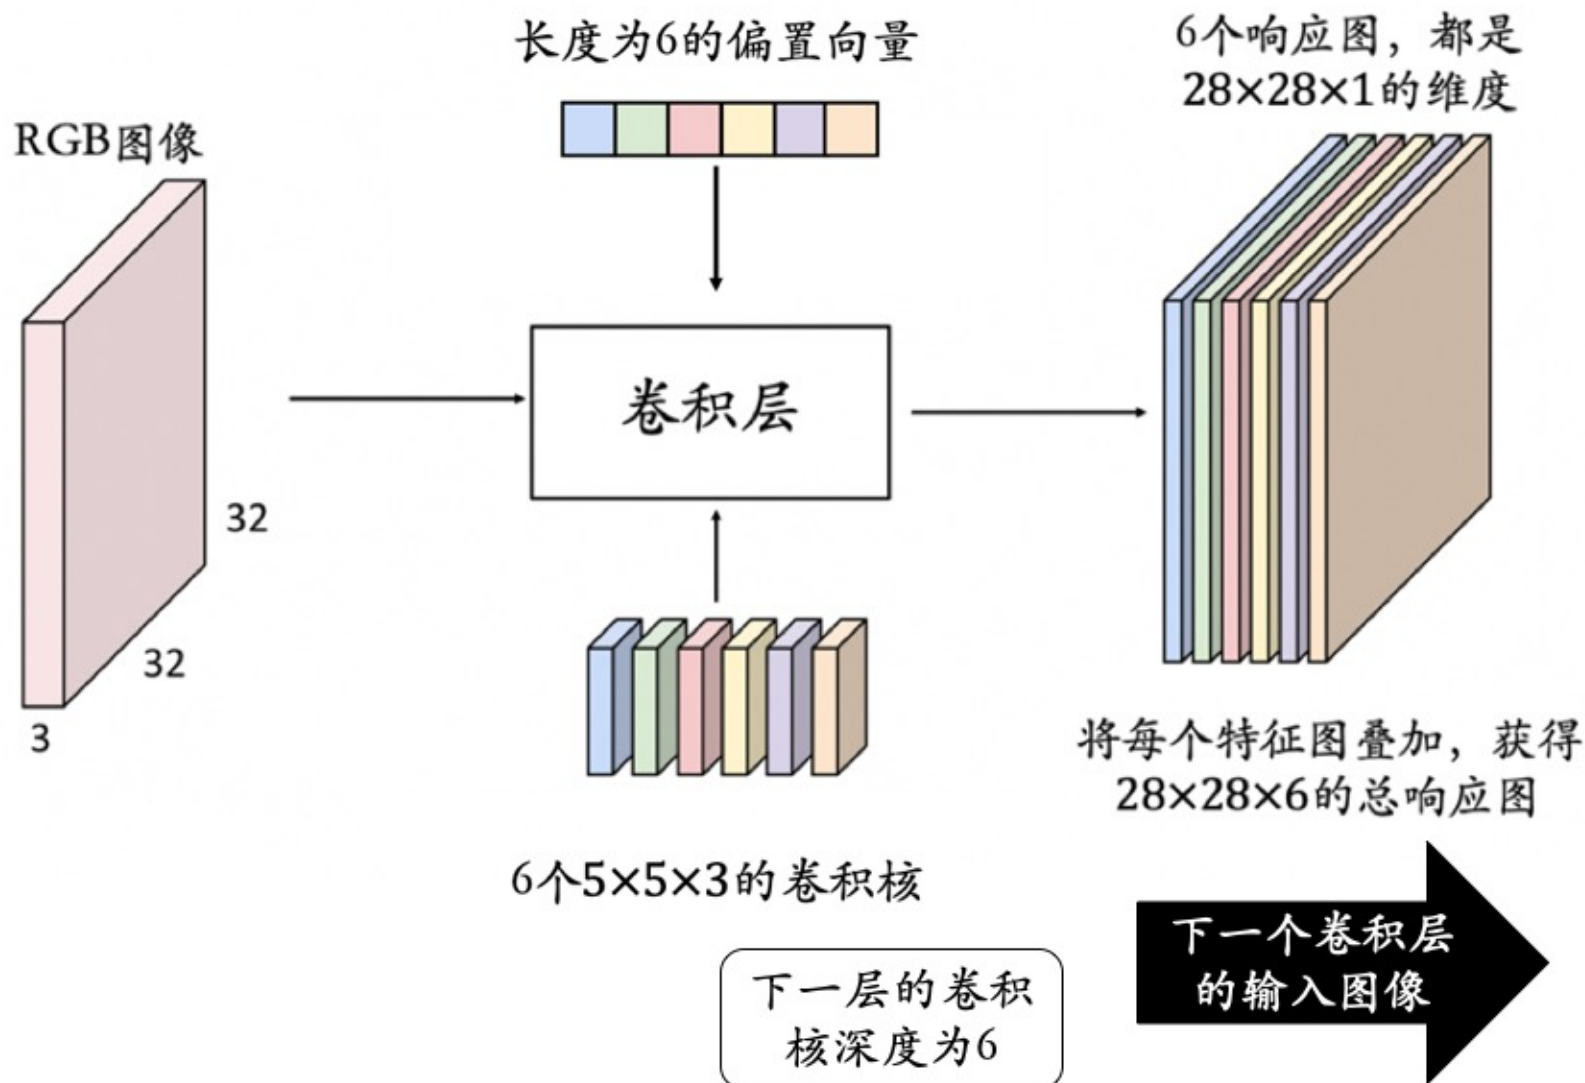 长度为6的偏置向量
6个响应图，都是
28×28×1的维度
RGB图像
卷积层
32
32
3
将每个特征图叠加，获得
28×28×6的总响应图
6个5×5×3的卷积核
下一个卷积层
的输入图像
下一层的卷积
核深度为6